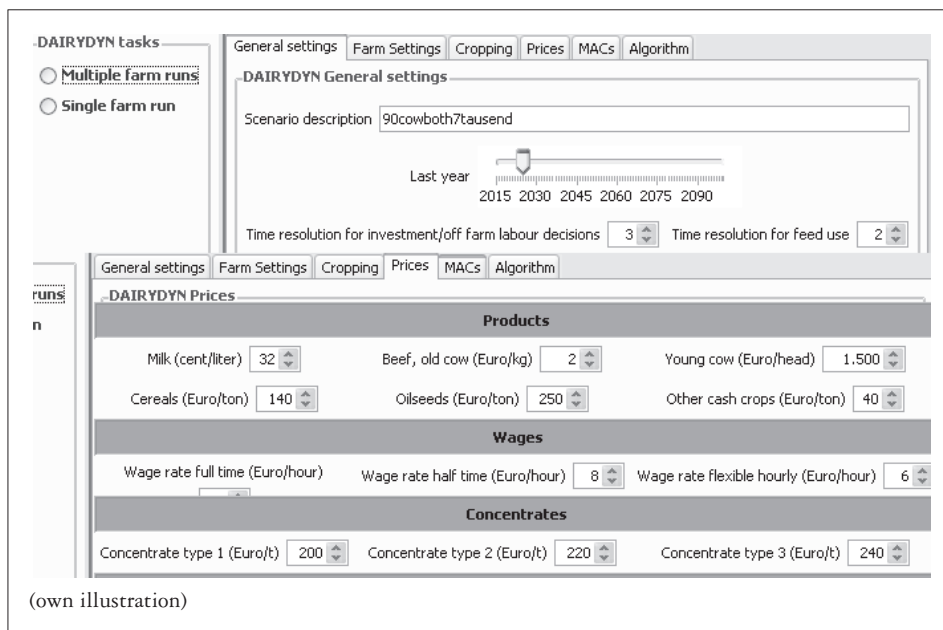 DAIRYDYN tasks
Multiple farm runs
Single farm run
General settings Farm Settings Cropping Prices MACs Algorithm
DAIRYDYN General settings
Scenario description 90cowboth7tausend
Last year
2015 2030 2045 2060 2075 2090
Time resolution for investment/off farm labour decisions 3 Time resolution for feed use 2
General settings Farm Settings Cropping Prices MACs Algorithm
runs
n
DAIRYDYN Prices
Products
Milk (cent/liter) 32 Beef, old cow (Euro/kg) 2 Young cow (Euro/head) 1.500
Cereals (Euro/ton) 140 Oilseeds (Euro/ton) 250 Other cash crops (Euro/ton) 40
Wages
Wage rate full time (Euro/hour) Wage rate half time (Euro/hour) 8 Wage rate flexible hourly (Euro/hour) 6
Concentrates
Concentrate type 1 (Euro/t) 200 Concentrate type 2 (Euro/t) 220 Concentrate type 3 (Euro/t) 240
(own illustration)